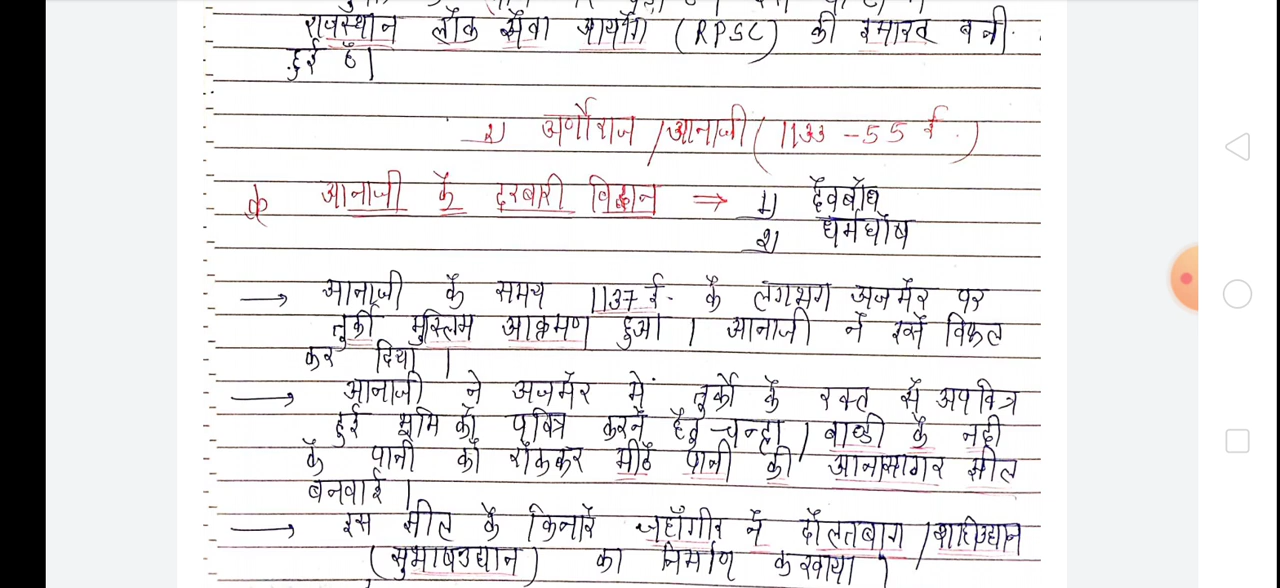 राजस्थान लोक सेवा आयोग (RPSC) की इमारत बनी
हुई है।
2) अर्णोराज / आनाजी (1133 - 55 ई.)
के आनाजी के दरबारी विद्वान ⇒ 1) देवबोध
2) धर्मघोष
→ आनाजी के समय 1137 ई. के लगभग अजमेर पर
तुर्की मुस्लिम आक्रमण हुआ । आनाजी ने इसे विफल
कर दिया ।
→ आनाजी ने अजमेर में तुर्को के रक्त से अपवित्र
हुई भूमि को पवित्र करने हेतु चन्द्रा / बाण्डी के नदी
के पानी को रोककर मीठे पानी की आनासागर झील
बनवाई ।
→ इस झील के किनारे जहाँगीर ने दौलतबाग / शाहीउद्यान
(सुभाषउद्यान) का निर्माण करवाया ।